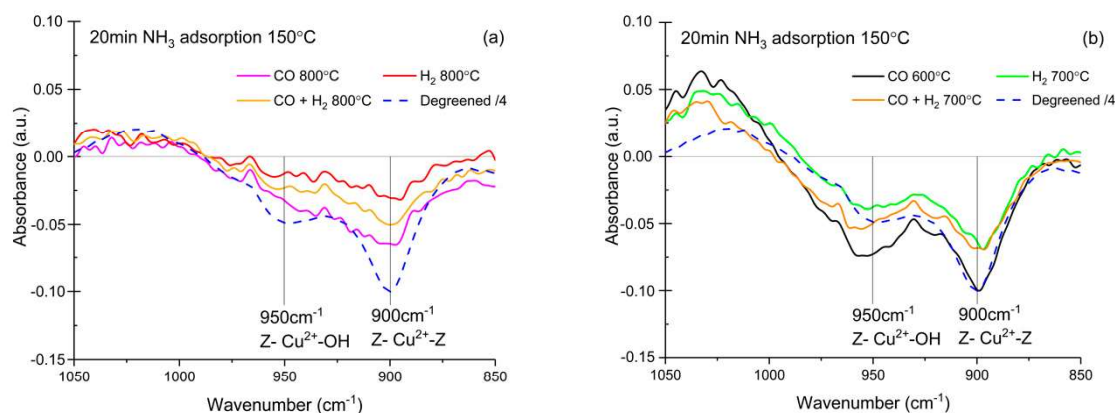 20min NH₃ adsorption 150°C (a)
CO 800°C H₂ 800°C
CO + H₂ 800°C Degreened /4
0.10
0.05
0.00
-0.05
-0.10
-0.15
Absorbance (a.u.)
950cm⁻¹ 900cm⁻¹
Z- Cu²⁺-OH Z- Cu²⁺-Z
1050 1000 950 900 850
Wavenumber (cm⁻¹)
20min NH₃ adsorption 150°C (b)
CO 600°C H₂ 700°C
CO + H₂ 700°C Degreened /4
0.10
0.05
0.00
-0.05
-0.10
-0.15
Absorbance (a.u.)
950cm⁻¹ 900cm⁻¹
Z- Cu²⁺-OH Z- Cu²⁺-Z
1050 1000 950 900 850
Wavenumber (cm⁻¹)